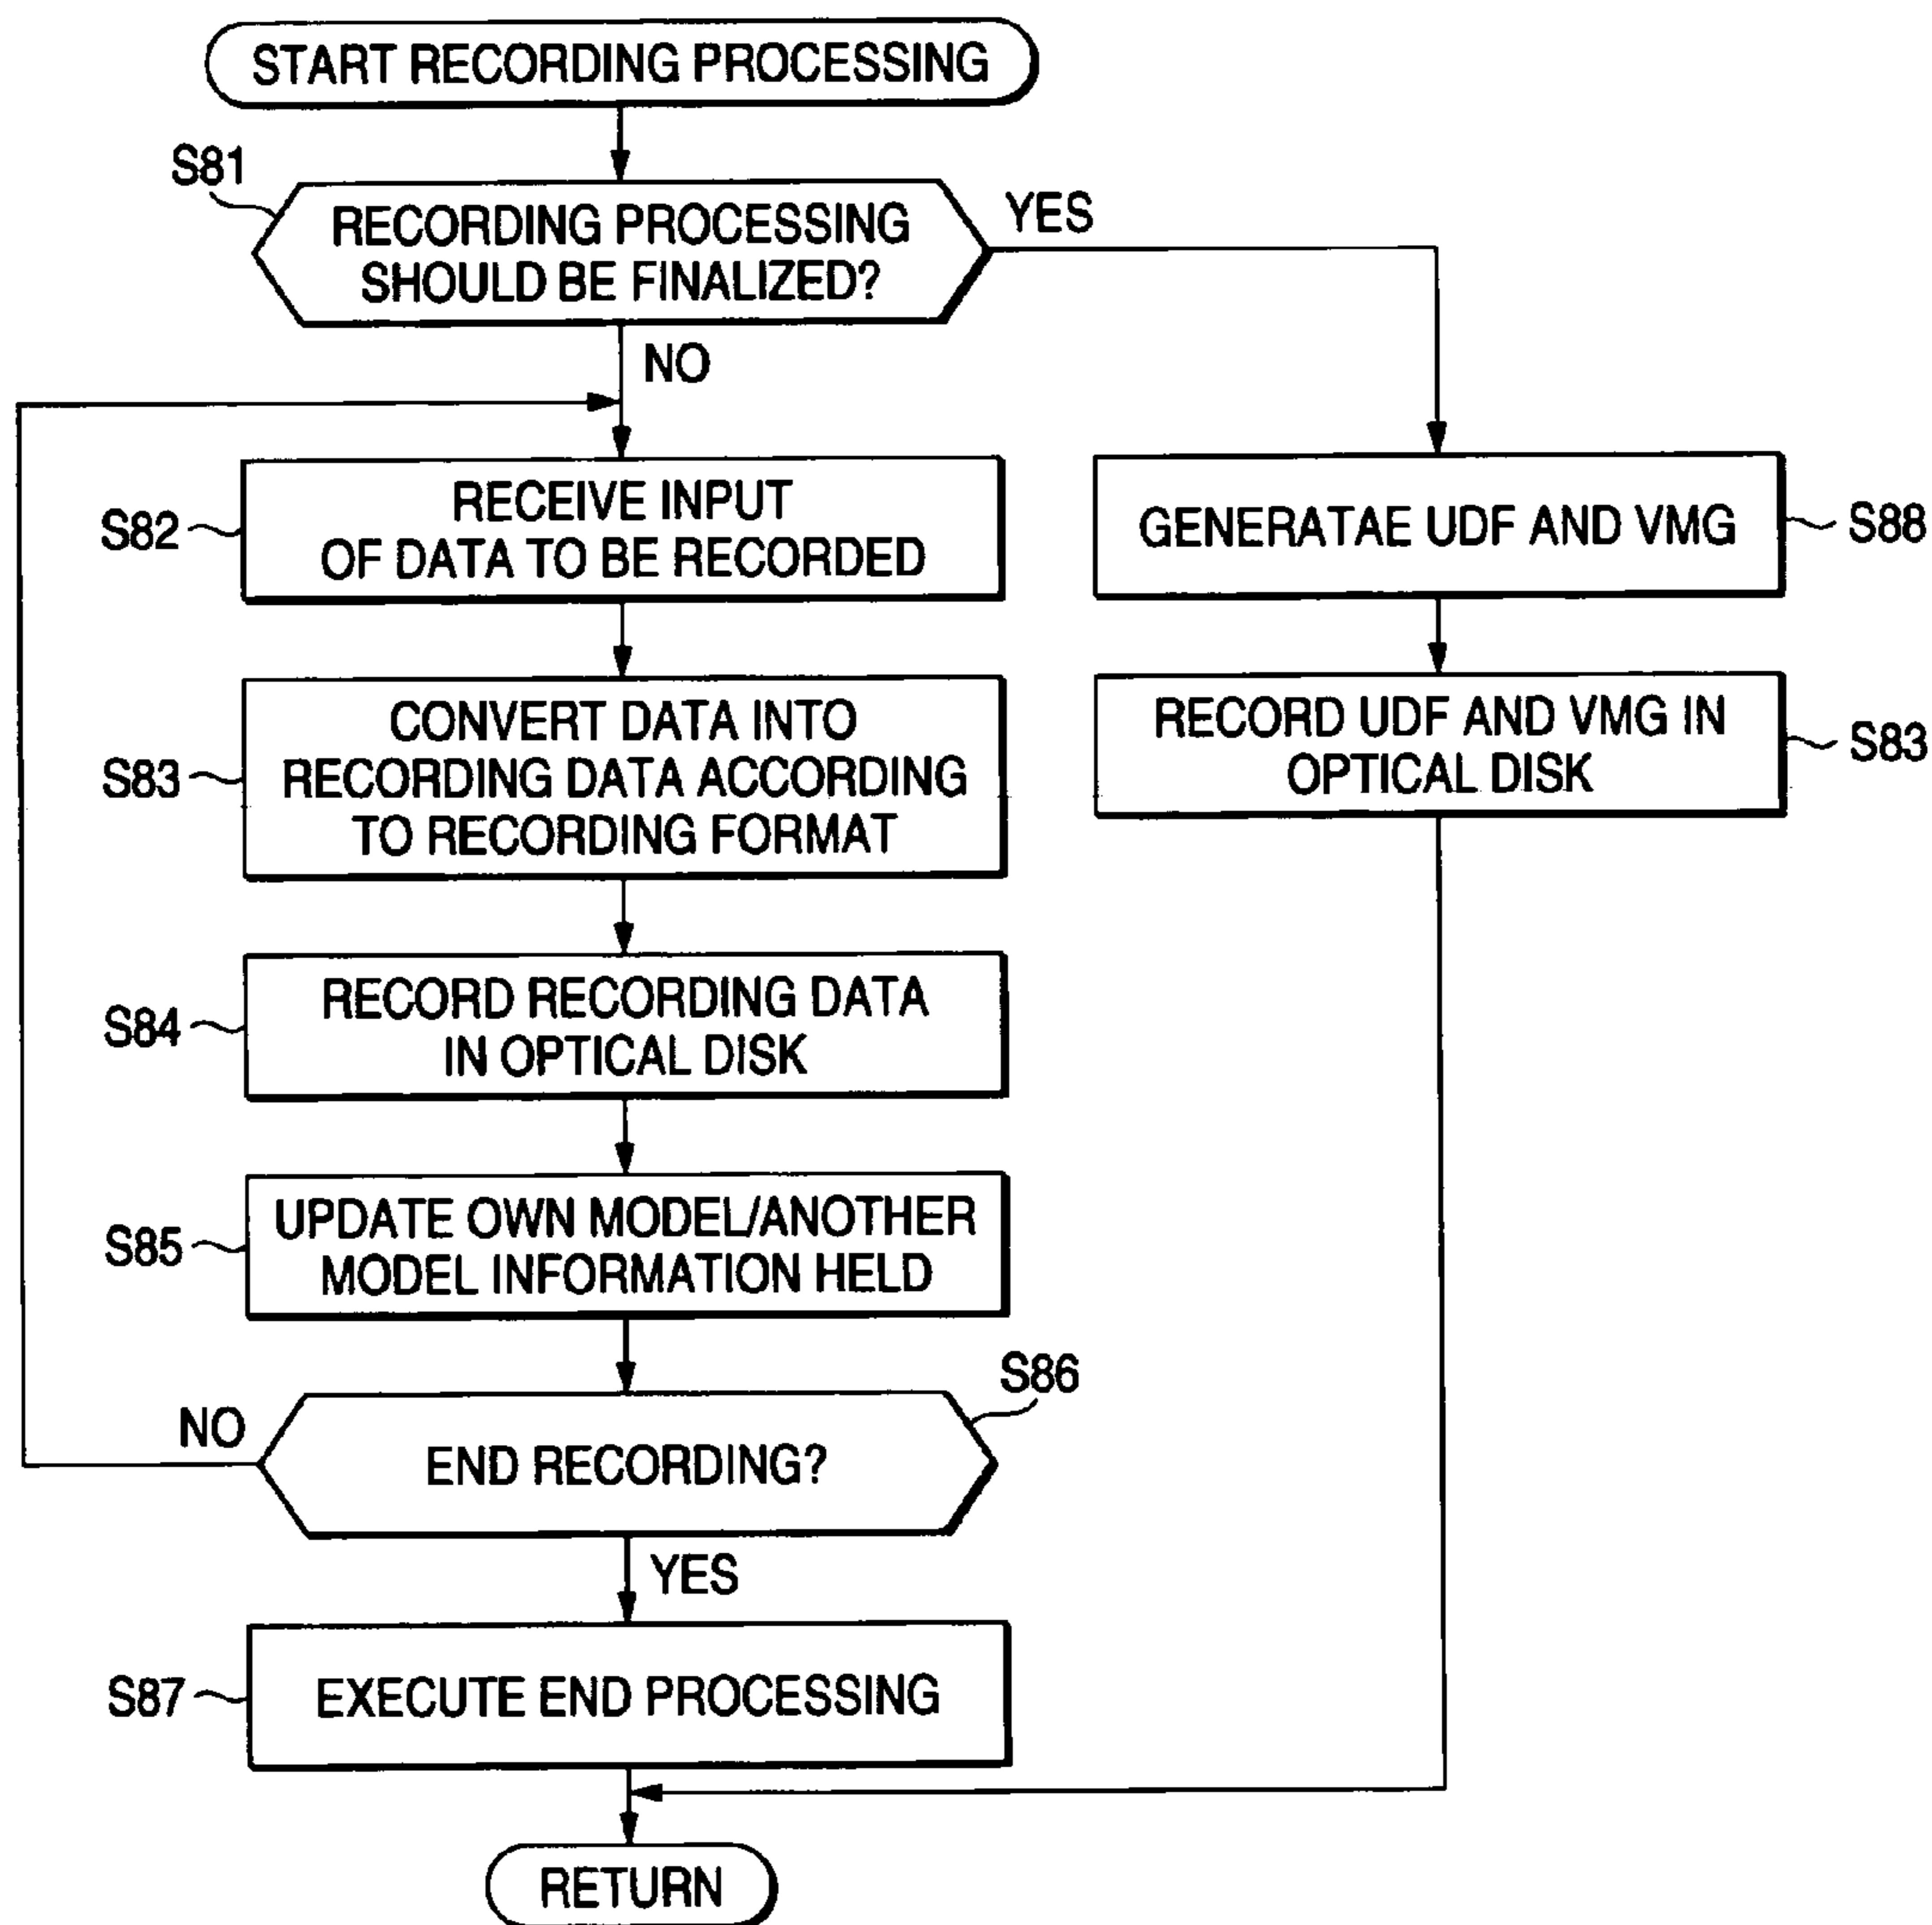 START RECORDING PROCESSING
S81
RECORDING PROCESSING
SHOULD BE FINALIZED?
YES
NO
S82
RECEIVE INPUT
OF DATA TO BE RECORDED
GENERATAE UDF AND VMG
S88
S83
CONVERT DATA INTO
RECORDING DATA ACCORDING
TO RECORDING FORMAT
RECORD UDF AND VMG IN
OPTICAL DISK
S83
S84
RECORD RECORDING DATA
IN OPTICAL DISK
S85
UPDATE OWN MODEL/ANOTHER
MODEL INFORMATION HELD
S86
NO
END RECORDING?
YES
S87
EXECUTE END PROCESSING
RETURN